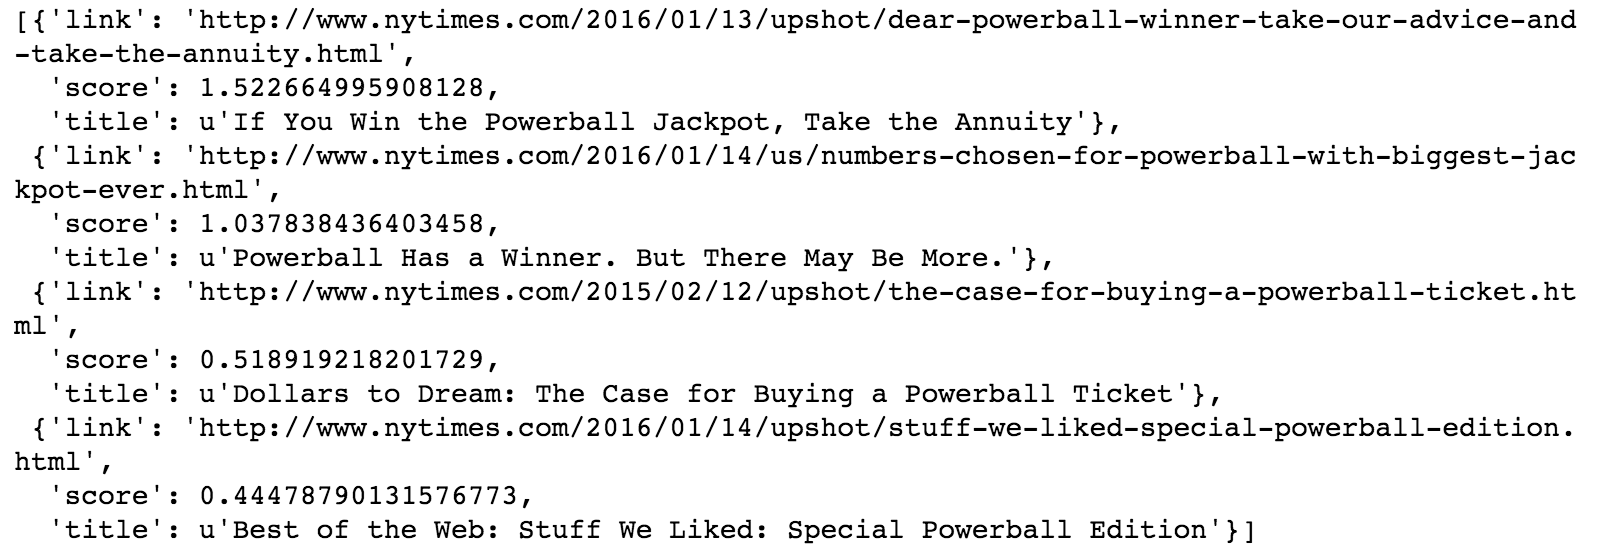 [{'link': 'http://www.nytimes.com/2016/01/13/upshot/dear-powerball-winner-take-our-advice-and
-take-the-annuity.html',
'score': 1.522664995908128,
'title': u'If You Win the Powerball Jackpot, Take the Annuity'},
{'link': 'http://www.nytimes.com/2016/01/14/us/numbers-chosen-for-powerball-with-biggest-jac
kpot-ever.html',
'score': 1.037838436403458,
'title': u'Powerball Has a Winner. But There May Be More.'},
{'link': 'http://www.nytimes.com/2015/02/12/upshot/the-case-for-buying-a-powerball-ticket.ht
ml',
'score': 0.518919218201729,
'title': u'Dollars to Dream: The Case for Buying a Powerball Ticket'},
{'link': 'http://www.nytimes.com/2016/01/14/upshot/stuff-we-liked-special-powerball-edition.
html',
'score': 0.44478790131576773,
'title': u'Best of the Web: Stuff We Liked: Special Powerball Edition'}]